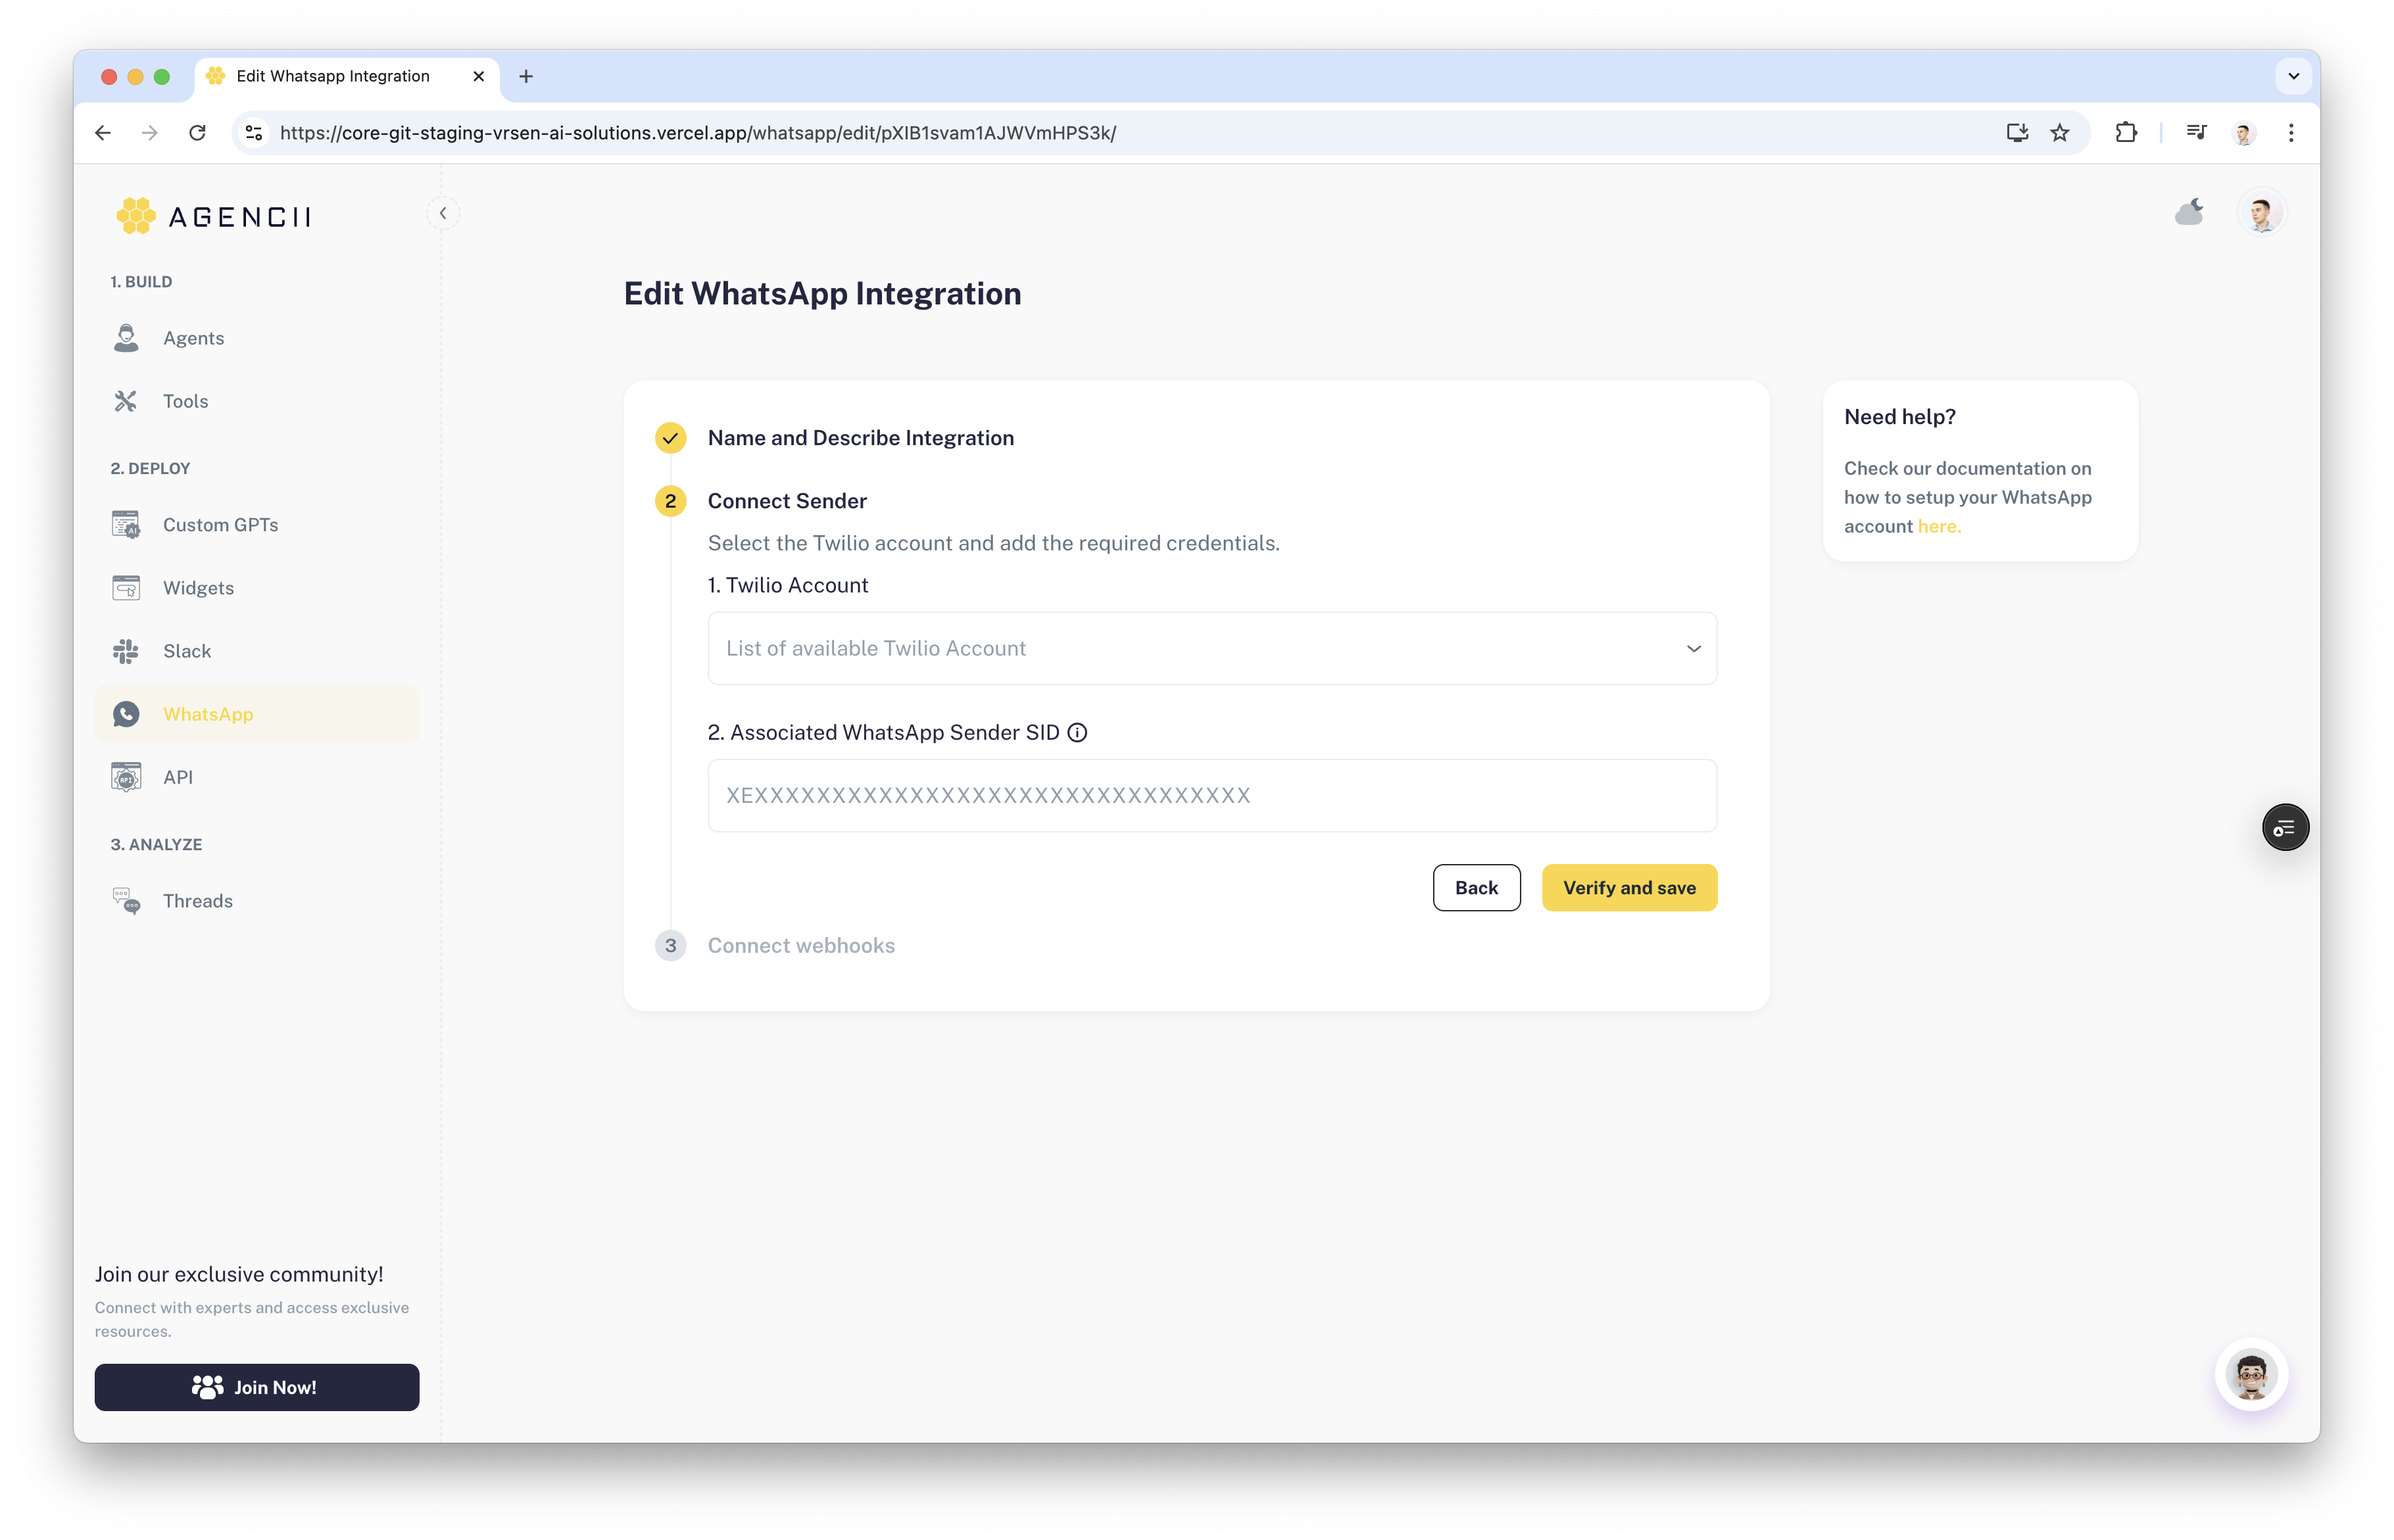 Edit Whatsapp Integration
https://core-git-staging-vrsen-ai-solutions.vercel.app/whatsapp/edit/pXIB1svam1AJWVmHPS3k/
AGENCII
1. BUILD
Agents
Tools
2. DEPLOY
Custom GPTs
Widgets
Slack
WhatsApp
API
3. ANALYZE
Threads
Join our exclusive community!
Connect with experts and access exclusive
resources.
Join Now!
Edit WhatsApp Integration
Name and Describe Integration
2 Connect Sender
Select the Twilio account and add the required credentials.
1. Twilio Account
List of available Twilio Account
2. Associated WhatsApp Sender SID
XEXXXXXXXXXXXXXXXXXXXXXXXXXXXXXXXX
Back
Verify and save
3 Connect webhooks
Need help?
Check our documentation on
how to setup your WhatsApp
account here.